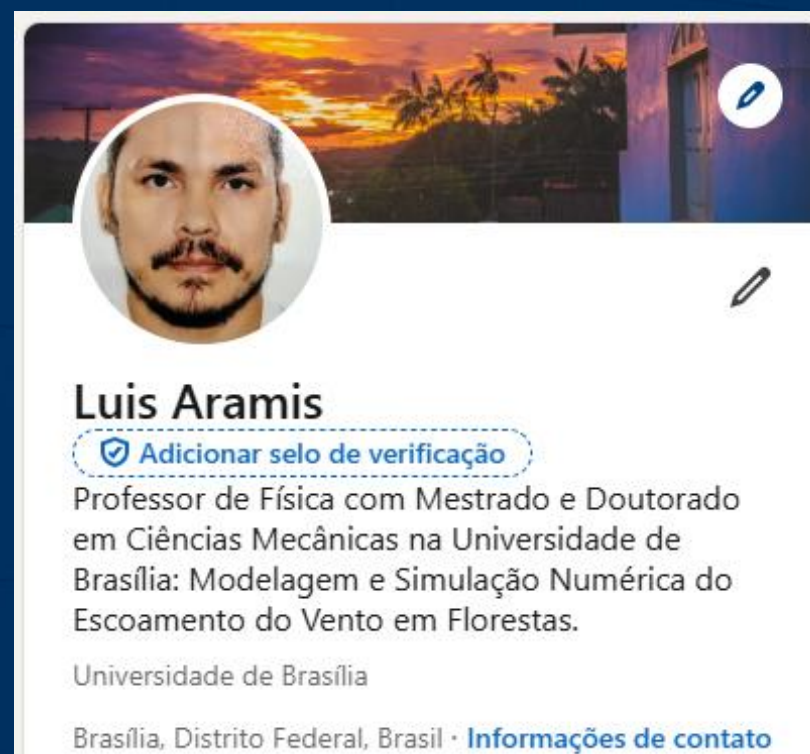 Luis Aramis
Adicionar selo de verificação
Professor de Física com Mestrado e Doutorado
em Ciências Mecânicas na Universidade de
Brasília: Modelagem e Simulação Numérica do
Escoamento do Vento em Florestas.
Universidade de Brasília
Brasília, Distrito Federal, Brasil · Informações de contato